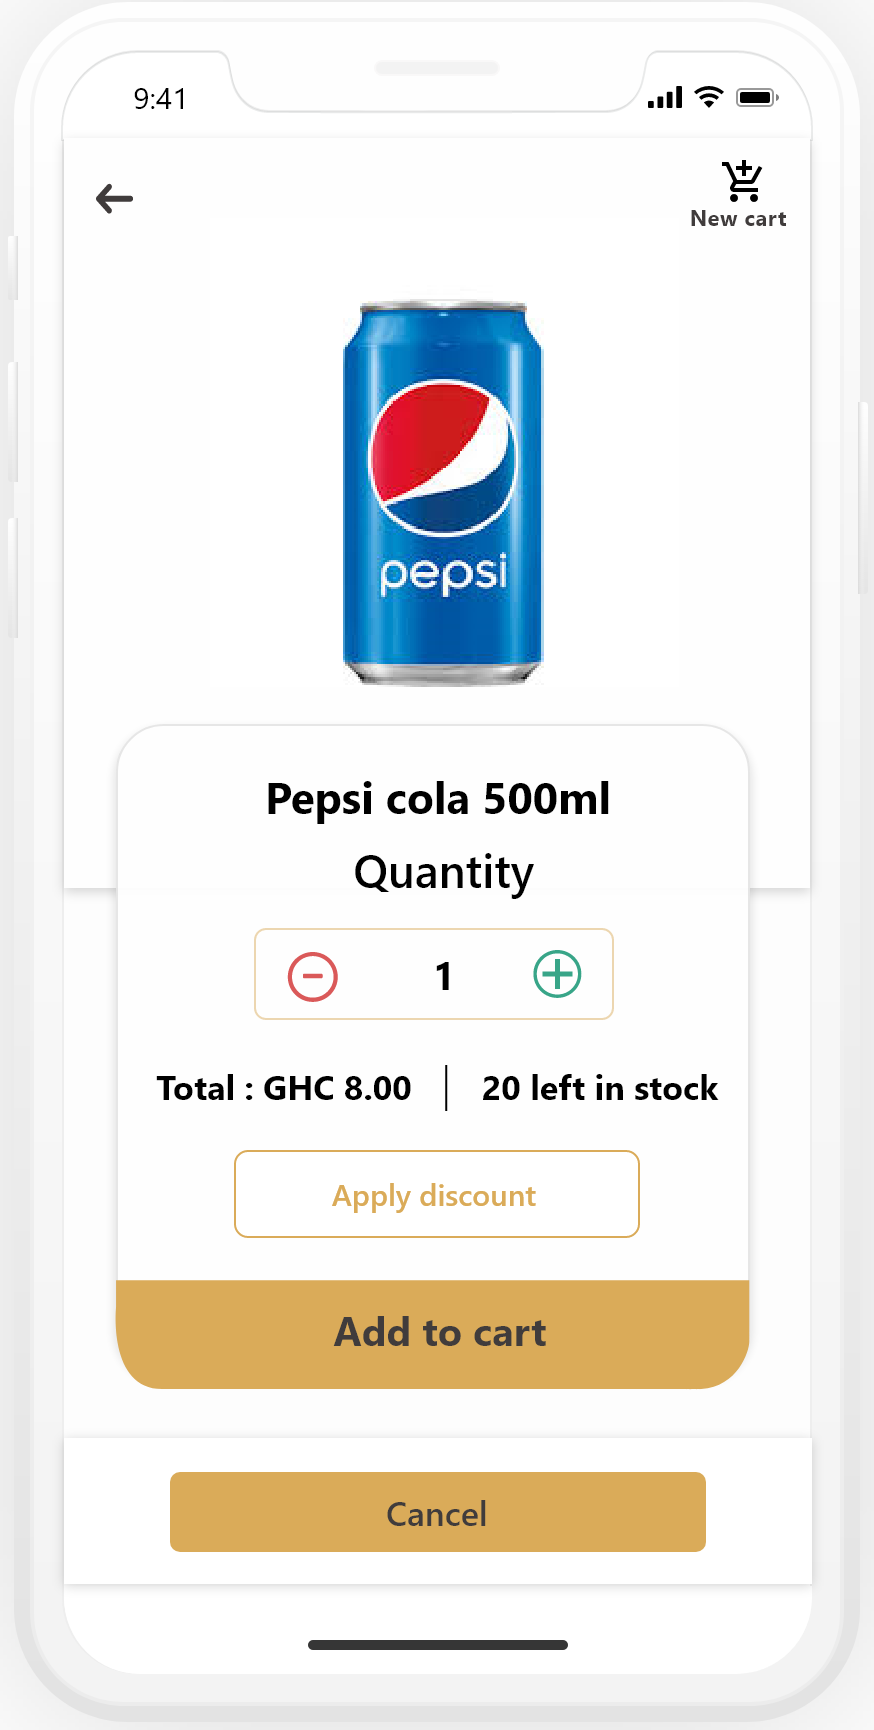 9:41
New cart
pepsi
Pepsi cola 500ml
Quantity
1
Total : GHC 8.00 | 20 left in stock
Apply discount
Add to cart
Cancel